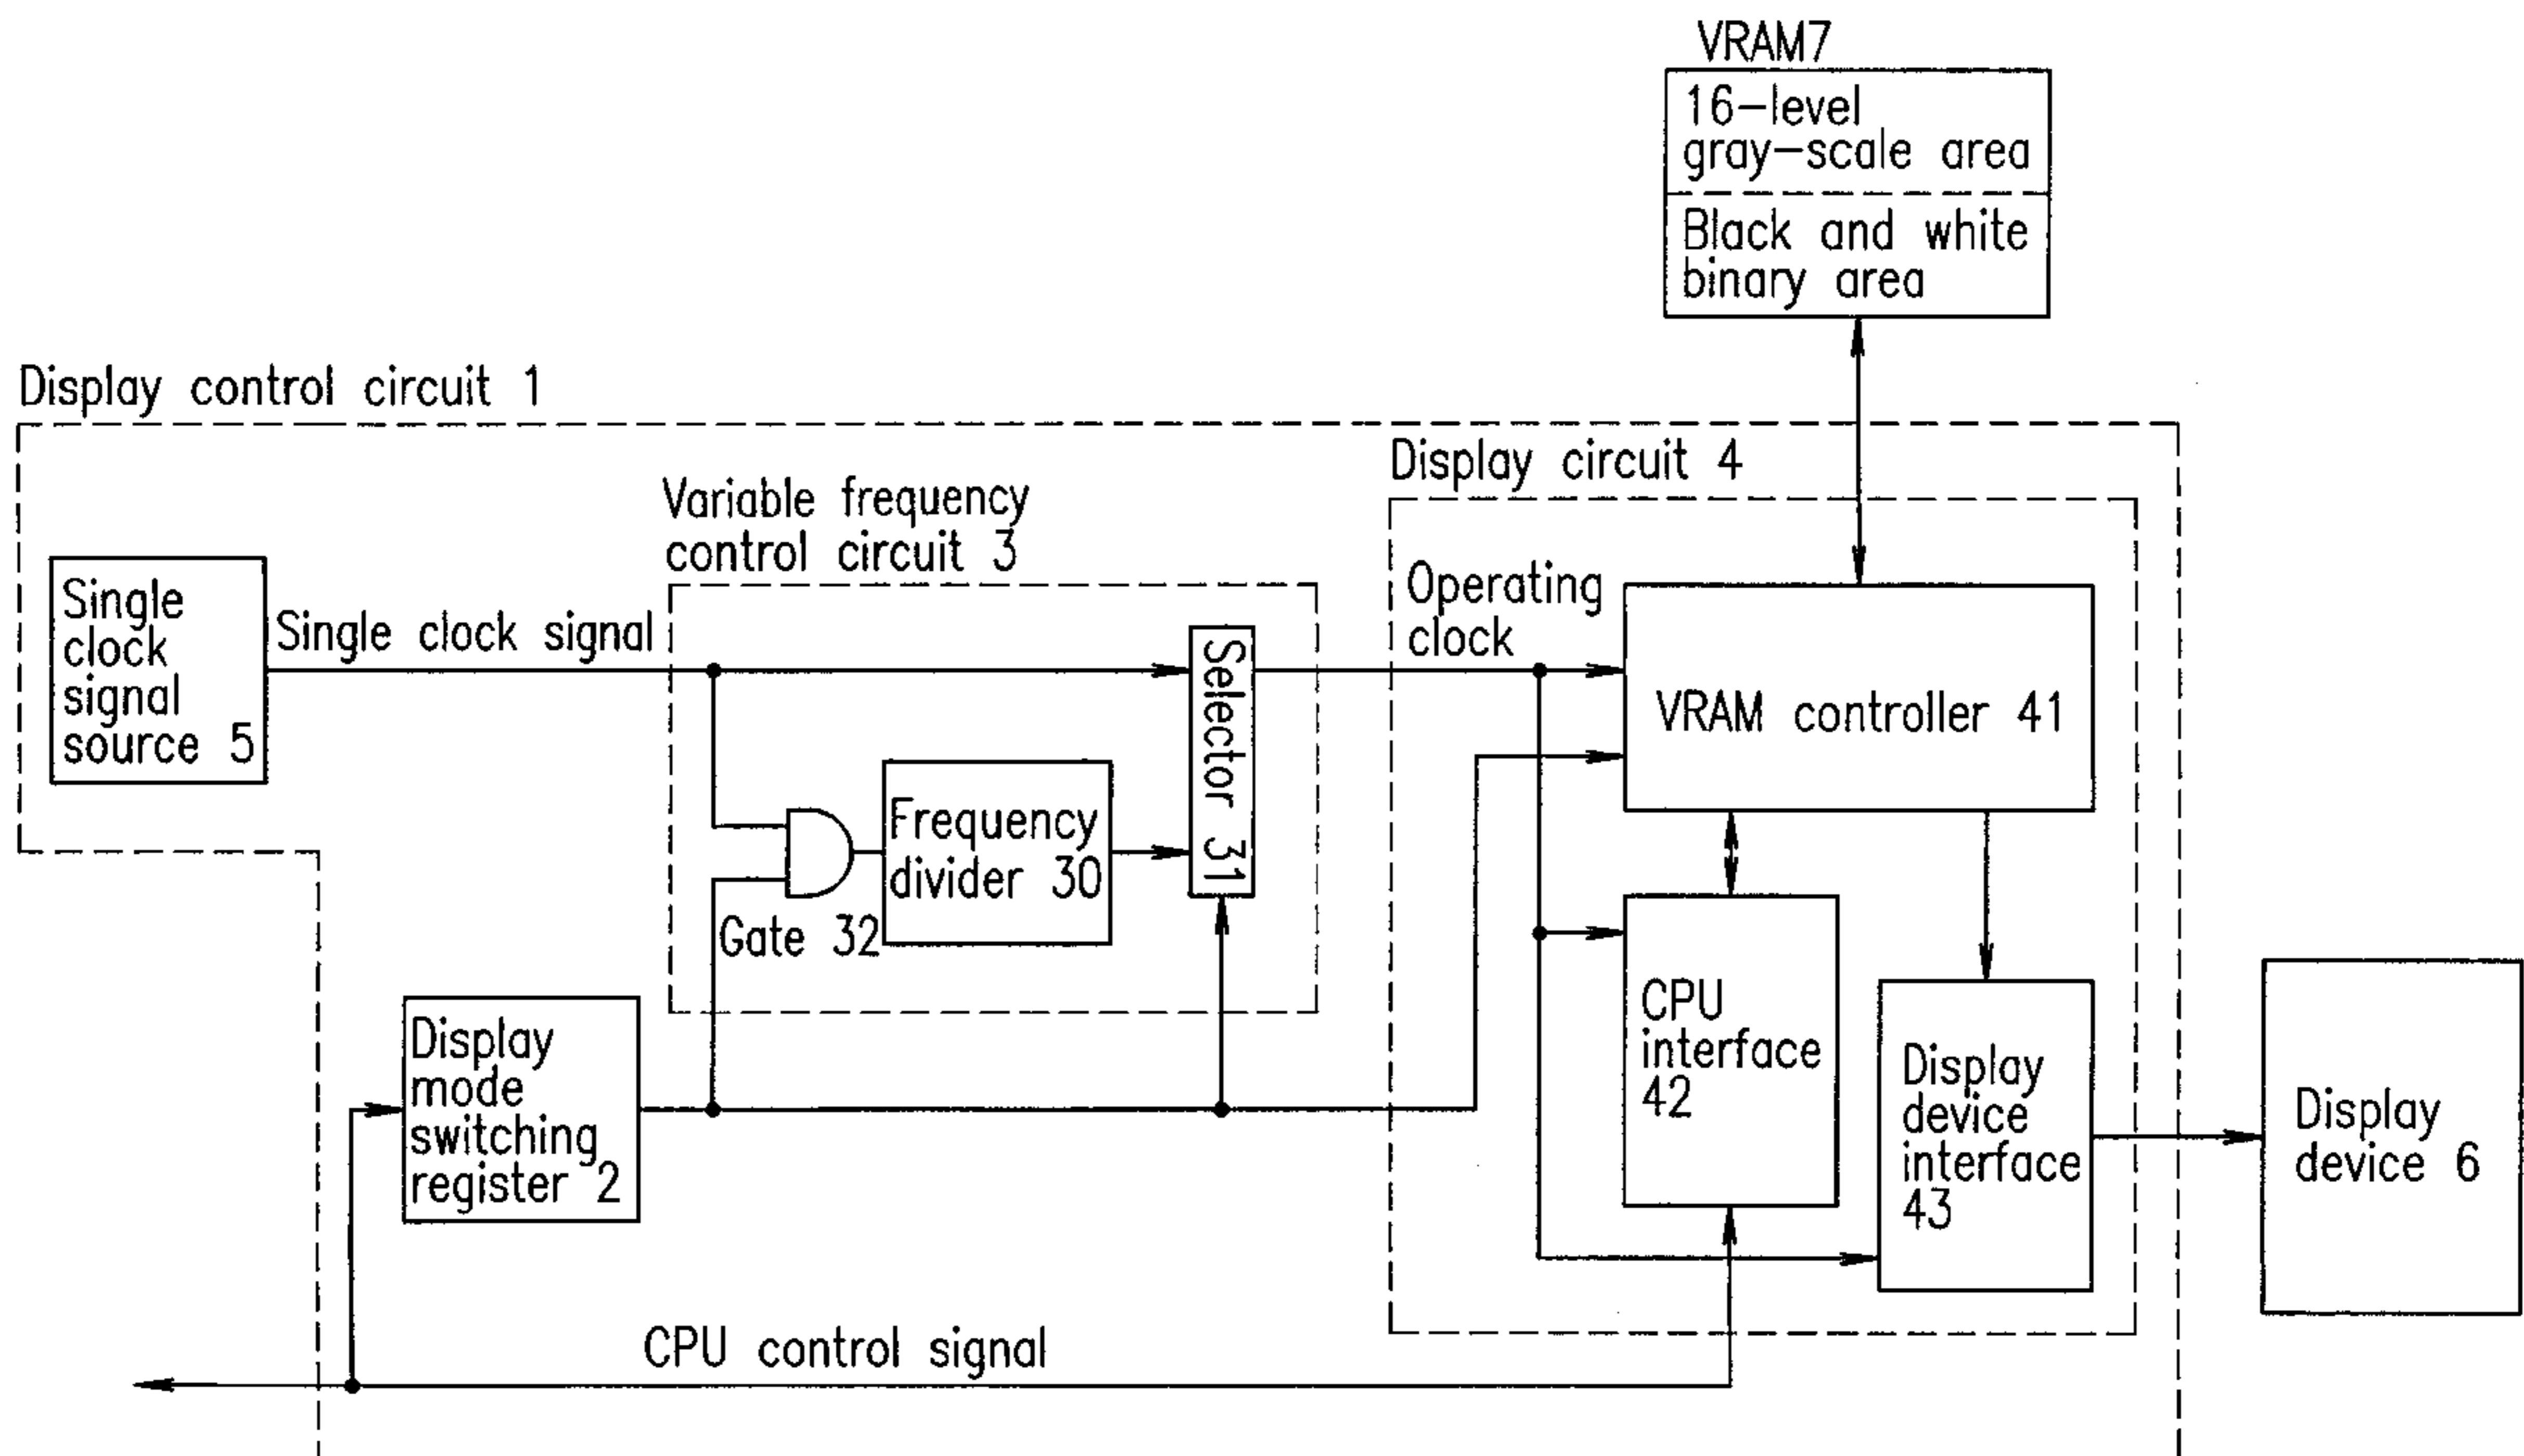 VRAM7
16-level
gray-scale area
Black and white
binary area
Display control circuit 1
Display circuit 4
Variable frequency
control circuit 3
Single
clock
signal
source 5
Single clock signal
Operating
clock
Selector 31
VRAM controller 41
Frequency
divider 30
Gate 32
Display
mode
switching
register 2
CPU
interface
42
Display
device
interface
43
Display
device 6
CPU control signal